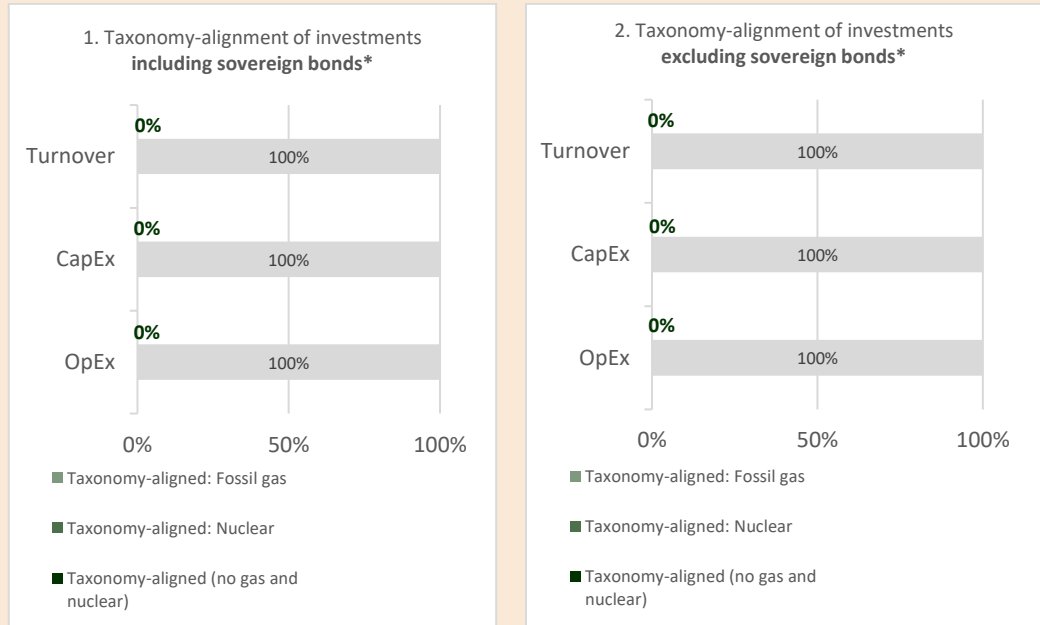 1. Taxonomy-alignment of investments
including sovereign bonds*
0%
Turnover
100%
0%
CapEx
100%
0%
OpEx
100%
0%
50%
100%
Taxonomy-aligned: Fossil gas
Taxonomy-aligned: Nuclear
Taxonomy-aligned (no gas and
nuclear)
2. Taxonomy-alignment of investments
excluding sovereign bonds*
0%
Turnover
100%
0%
CapEx
100%
0%
OpEx
100%
0%
50%
100%
Taxonomy-aligned: Fossil gas
Taxonomy-aligned: Nuclear
Taxonomy-aligned (no gas and
nuclear)